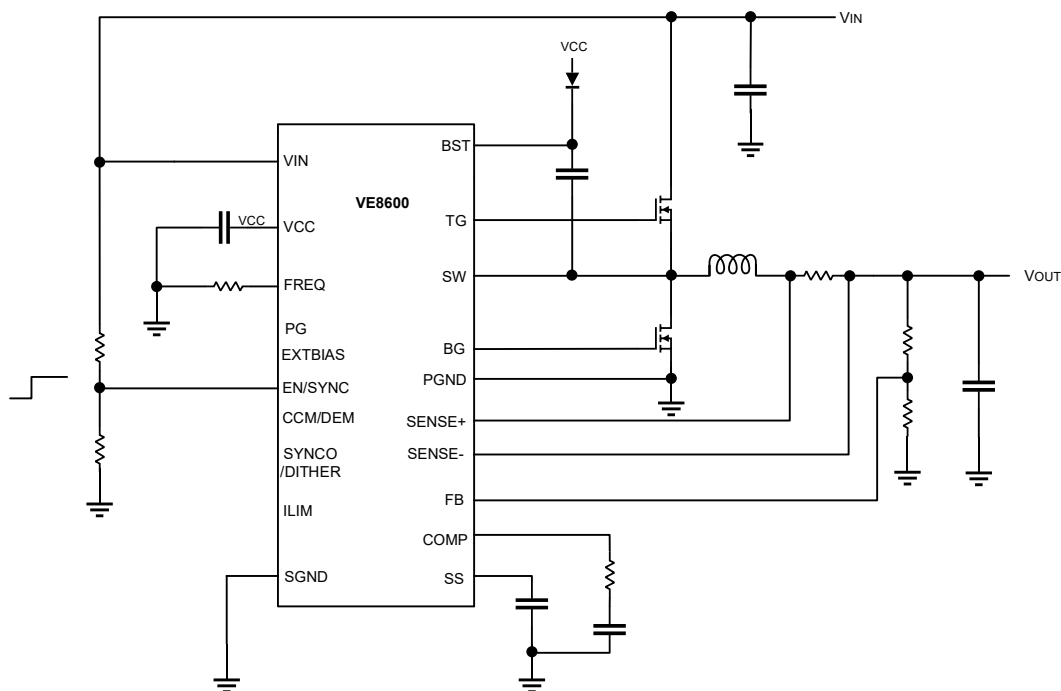 VIN
VCC
BST
VIN
VE8600
TG
VCC
VCC
SW
VOUT
FREQ
PG
BG
EXTBIAS
PGND
EN/SYNC
CCM/DEM
SENSE+
SYNCO
/DITHER
SENSE-
FB
ILIM
COMP
SGND
SS